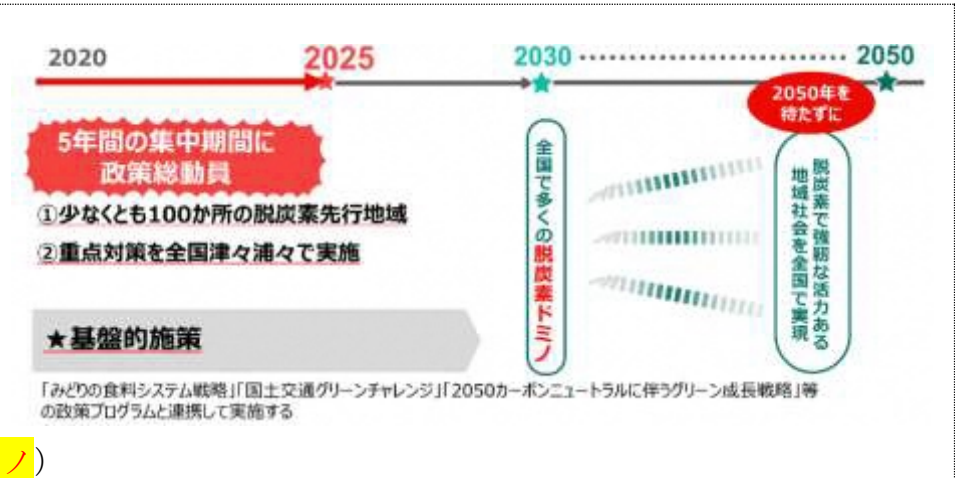 2020
2025
2030
2050
2050年を
待たずに
5年間の集中期間に
政策総動員
①少なくとも100か所の脱炭素先行地域
②重点対策を全国津々浦々で実施
全国で多くの脱炭素ドミノ
脱炭素で強靭な活力ある
地域社会を全国で実現
★基盤的施策
「みどりの食料システム戦略」「国土交通グリーンチャレンジ」「2050カーボンニュートラルに伴うグリーン成長戦略」等
の政策プログラムと連携して実施する
ノ)